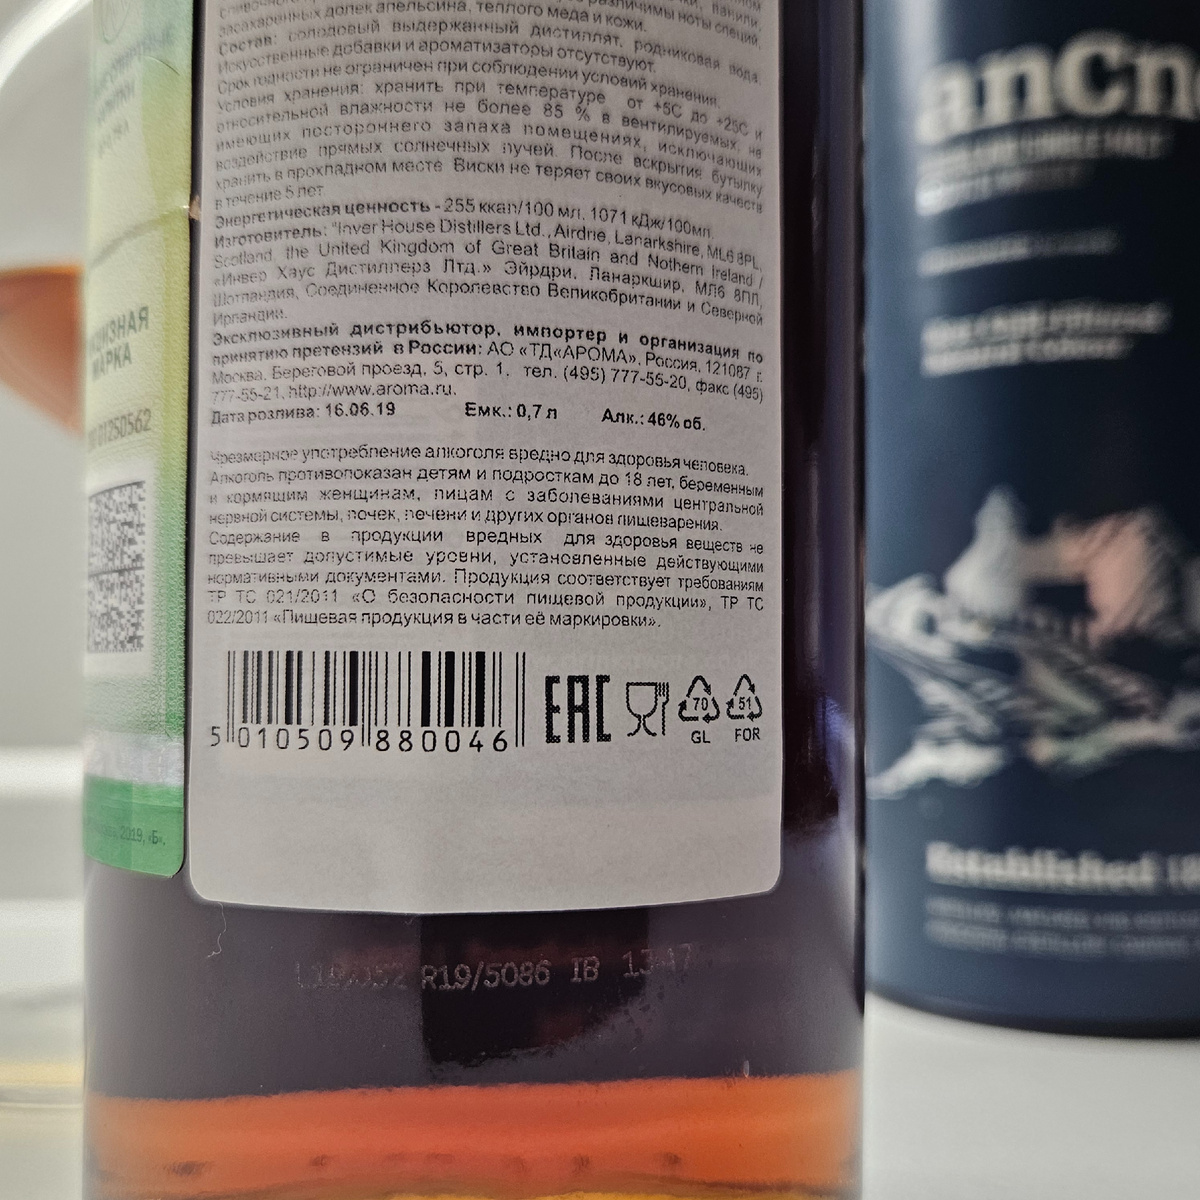 засахаренных долек апельсина, теплого меда и кожи.
Состав: солодовый выдержанный дистиллят, родниковая вода.
Искусственные добавки и ароматизаторы отсутствуют.
Срок годности не ограничен при соблюдении условий хранения.
Условия хранения: хранить при температуре от +5С до +25С и
относительной влажности не более 85 % в вентилируемых, не
имеющих постороннего запаха помещениях, исключающих
воздействие прямых солнечных лучей. После вскрытия бутылку
хранить в прохладном месте. Виски не теряет своих вкусовых качеств
в течение 5 лет.
Энергетическая ценность - 255 ккал/100 мл, 1071 кДж/100мл.
Изготовитель: "Inver House Distillers Ltd., Airdrie, Lanarkshire, ML6 8PL,
Scotland, the United Kingdom of Great Britain and Nothern Ireland /
«Инвер Хаус Дистиллерз Лтд.» Эйрдри, Ланаркшир, МЛ6 8ПЛ,
Шотландия, Соединенное Королевство Великобритании и Северной
Ирландии.
Эксклюзивный дистрибьютор, импортер и организация по
принятию претензий в России: АО «ТД«АРОМА», Россия, 121087 г.
Москва, Береговой проезд, 5, стр. 1, тел. (495) 777-55-20, факс (495)
777-55-21, http://www.aroma.ru.
Дата розлива: 16.06.19 Емк.: 0,7 л Алк.: 46% об.
Чрезмерное употребление алкоголя вредно для здоровья человека.
Алкоголь противопоказан детям и подросткам до 18 лет, беременным
и кормящим женщинам, лицам с заболеваниями центральной
нервной системы, почек, печени и других органов пищеварения.
Содержание в продукции вредных для здоровья веществ не
превышает допустимые уровни, установленные действующими
нормативными документами. Продукция соответствует требованиям
ТР ТС 021/2011 «О безопасности пищевой продукции», ТР ТС
022/2011 «Пищевая продукция в части её маркировки».
5 010509 880046
EAC
70 51
GL FOR
R19/5086 IB 13:47
МАРКА
01250562
2019, «Б».
anCn
Established